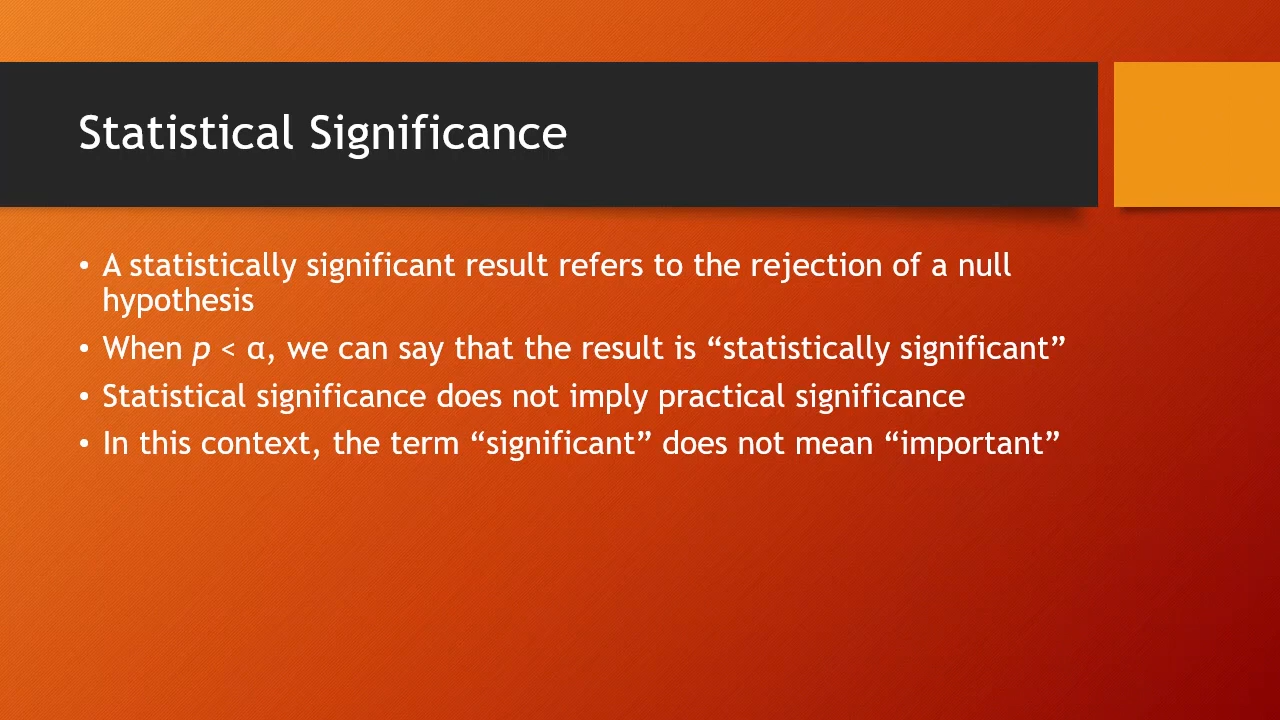 Statistical Significance
• A statistically significant result refers to the rejection of a null
hypothesis
• When p < α, we can say that the result is “statistically significant”
• Statistical significance does not imply practical significance
• In this context, the term “significant” does not mean “important”